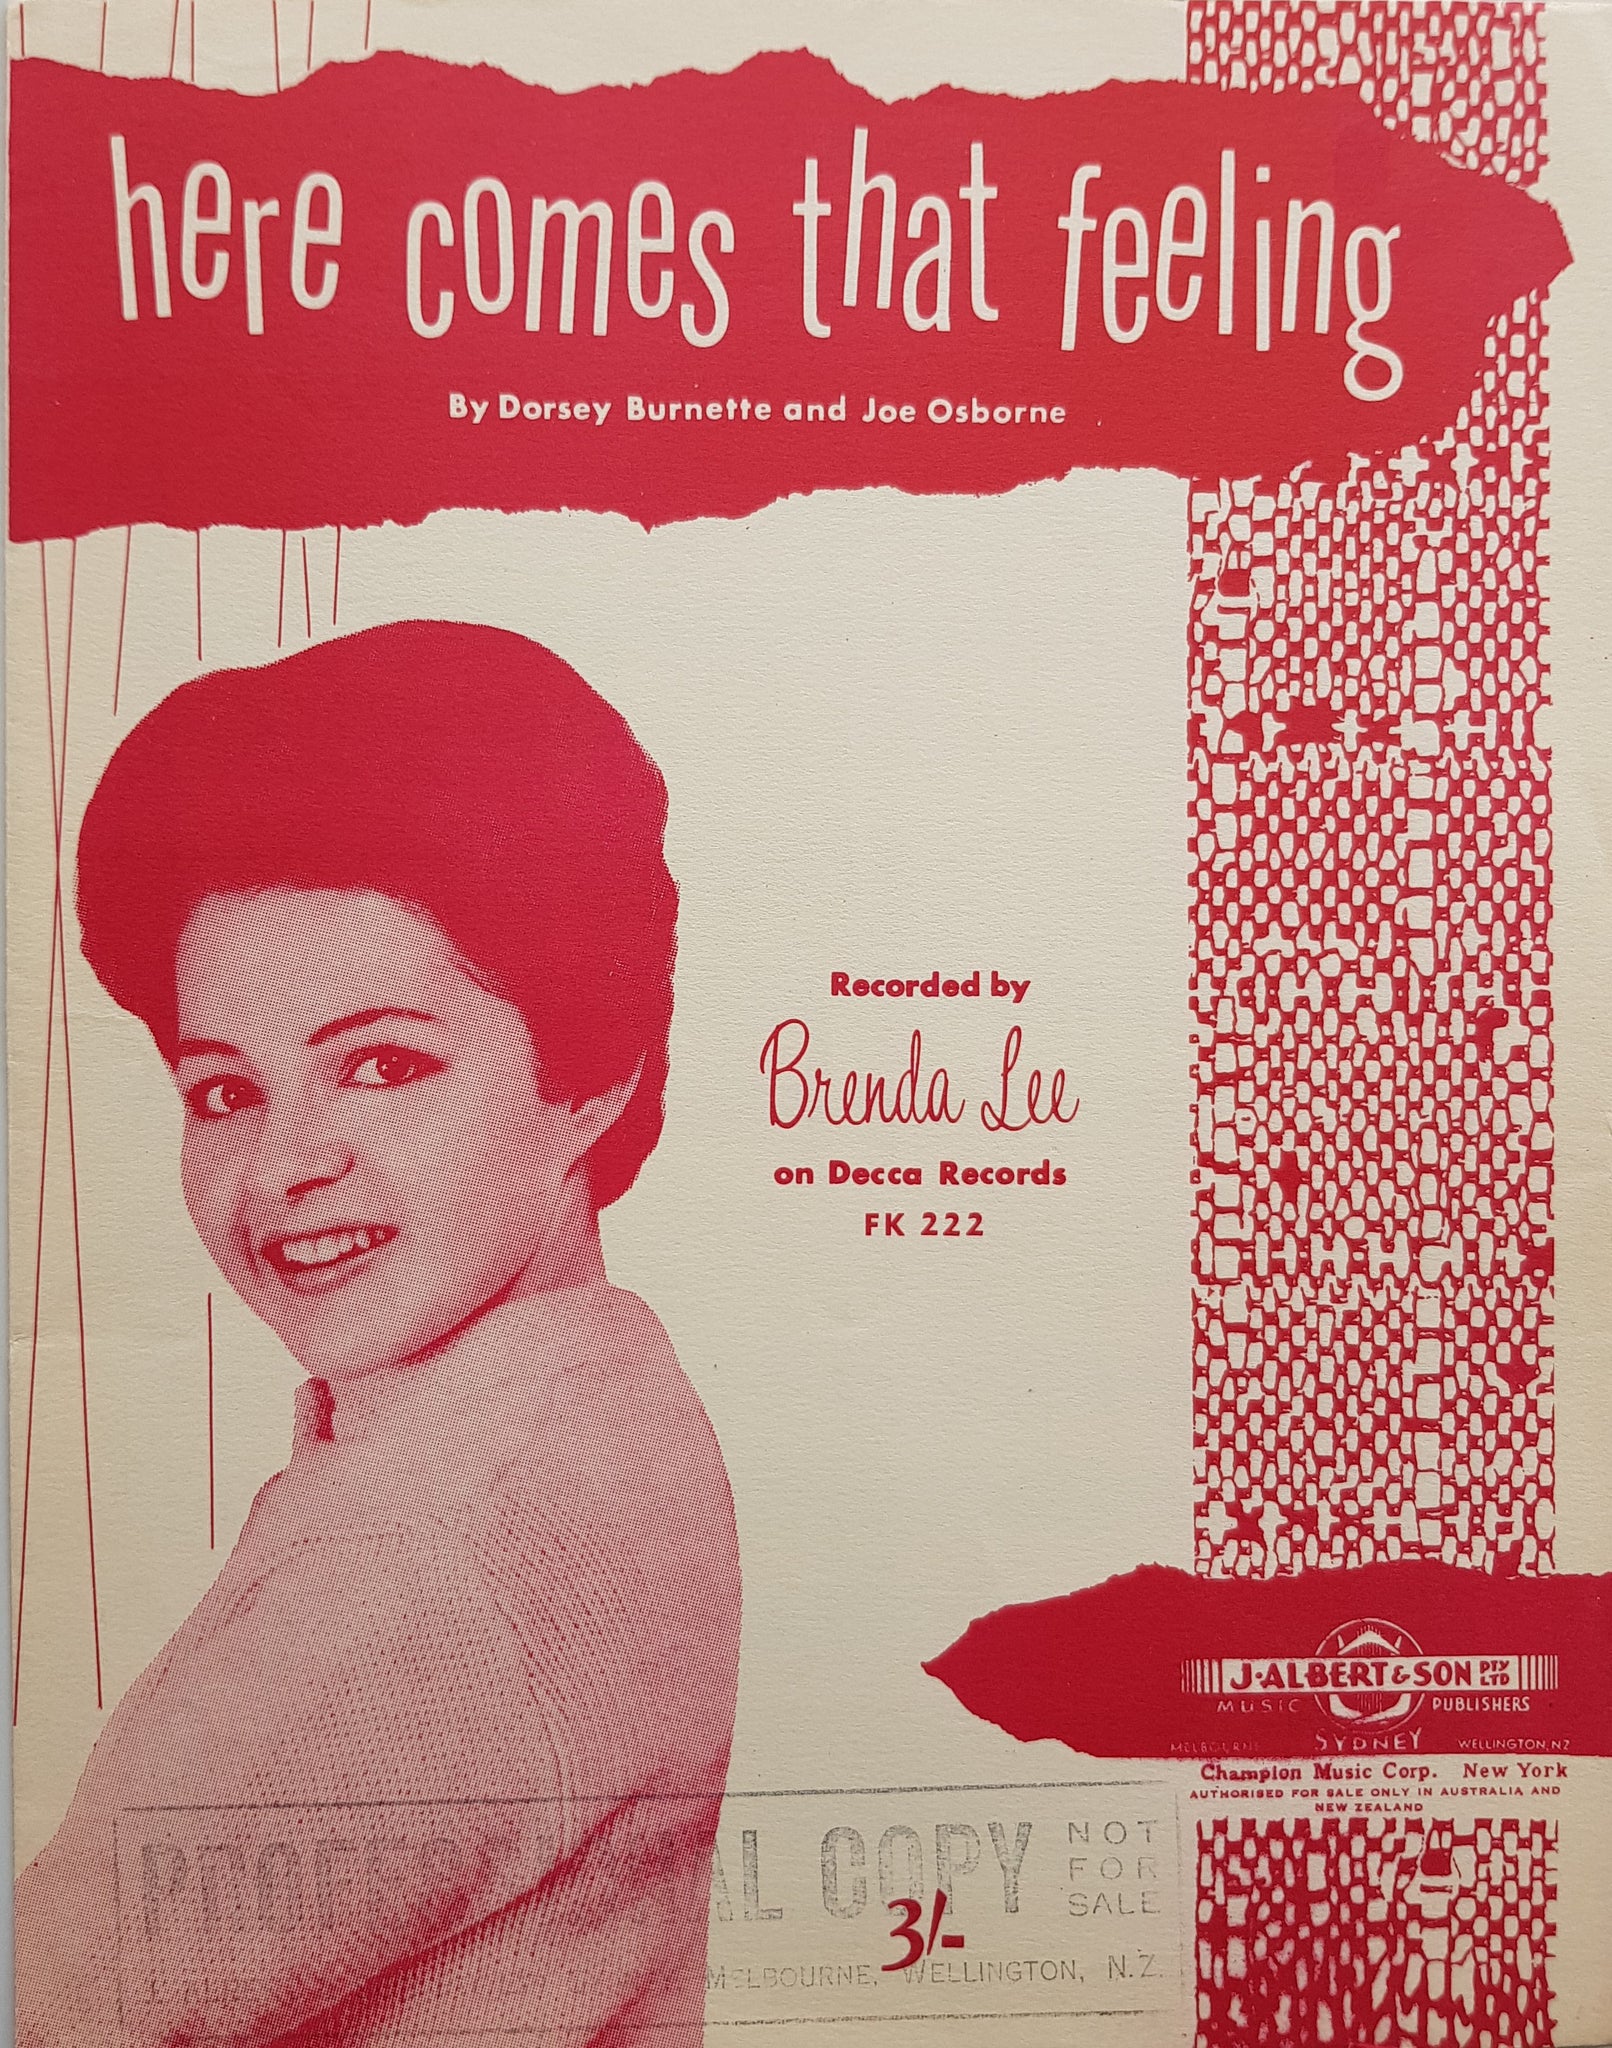 here comes that feeling
By Dorsey Burnette and Joe Osborne
Recorded by
Brenda Lee
on Decca Records
FK 222
J. ALBERT & SON PTY LTD
MUSIC PUBLISHERS
MELBOURNE SYDNEY WELLINGTON, N.Z
Champion Music Corp. New York
AUTHORISED FOR SALE ONLY IN AUSTRALIA AND
NEW ZEALAND
PROFESSIONAL COPY
NOT
FOR
SALE
3/-
MELBOURNE, WELLINGTON, N.Z.